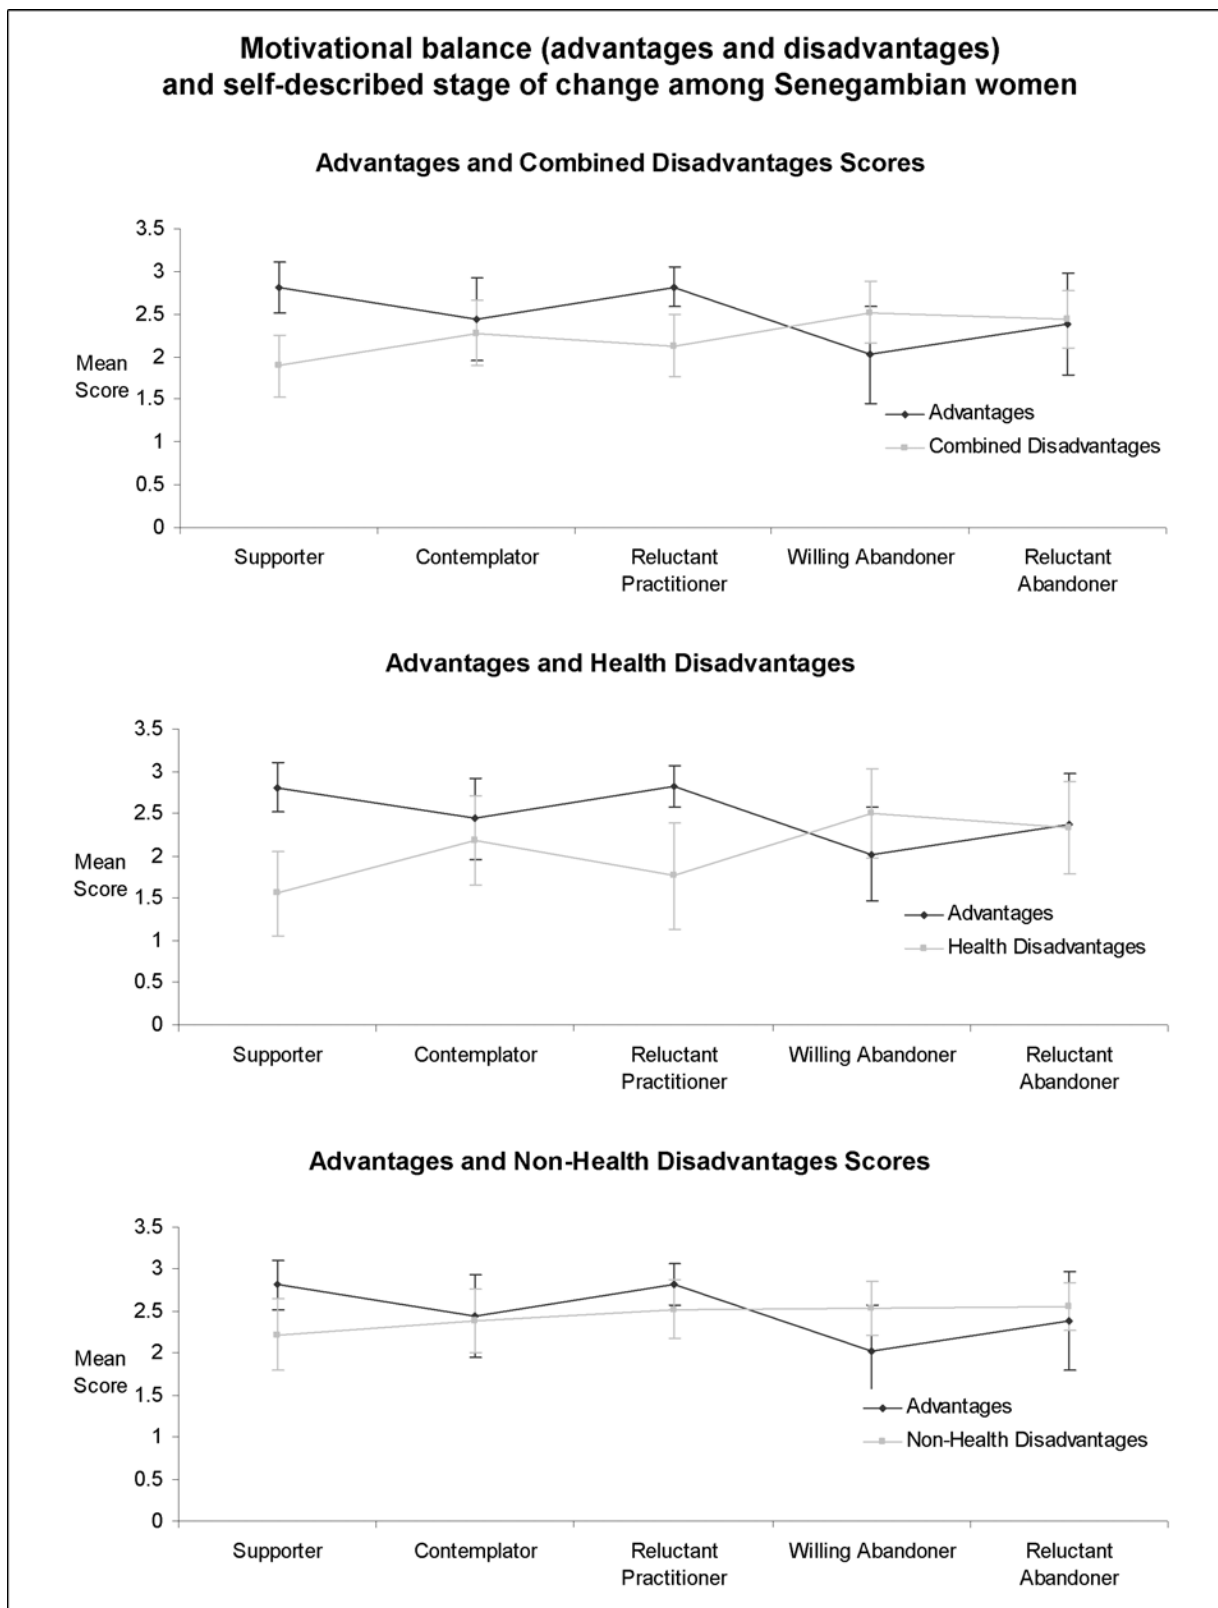 Motivational balance (advantages and disadvantages)
and self-described stage of change among Senegambian women
Advantages and Combined Disadvantages Scores
3.5
3
2.5
2
1.5
1
0.5
0
Mean
Score
Advantages
Combined Disadvantages
Supporter
Contemplator
Reluctant
Practitioner
Willing Abandoner
Reluctant
Abandoner
Advantages and Health Disadvantages
3.5
3
2.5
2
1.5
1
0.5
0
Mean
Score
Advantages
Health Disadvantages
Supporter
Contemplator
Reluctant
Practitioner
Willing Abandoner
Reluctant
Abandoner
Advantages and Non-Health Disadvantages Scores
3.5
3
2.5
2
1.5
1
0.5
0
Mean
Score
Advantages
Non-Health Disadvantages
Supporter
Contemplator
Reluctant
Practitioner
Willing Abandoner
Reluctant
Abandoner